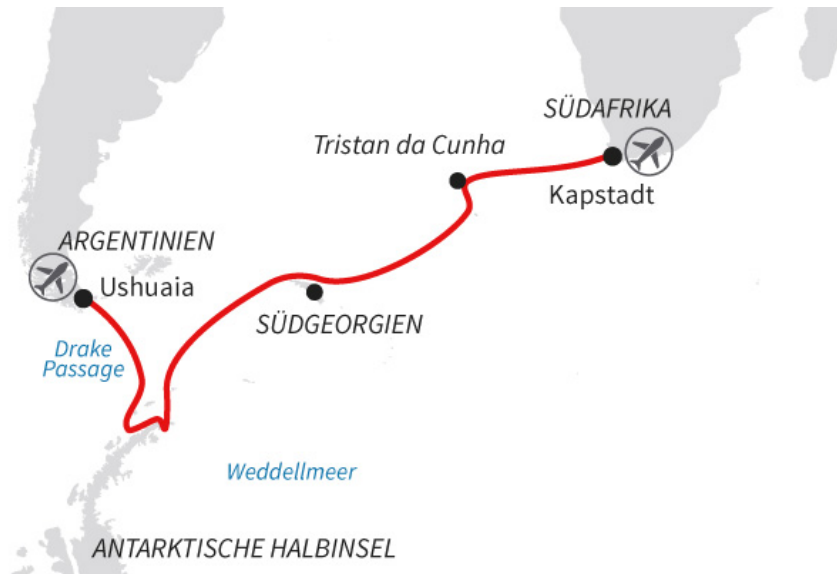 SÜDAFRIKA
Tristan da Cunha
Kapstadt
ARGENTINIEN
Ushuaia
SÜDGEORGIEN
Drake
Passage
Weddellmeer
ANTARKTISCHE HALBINSEL